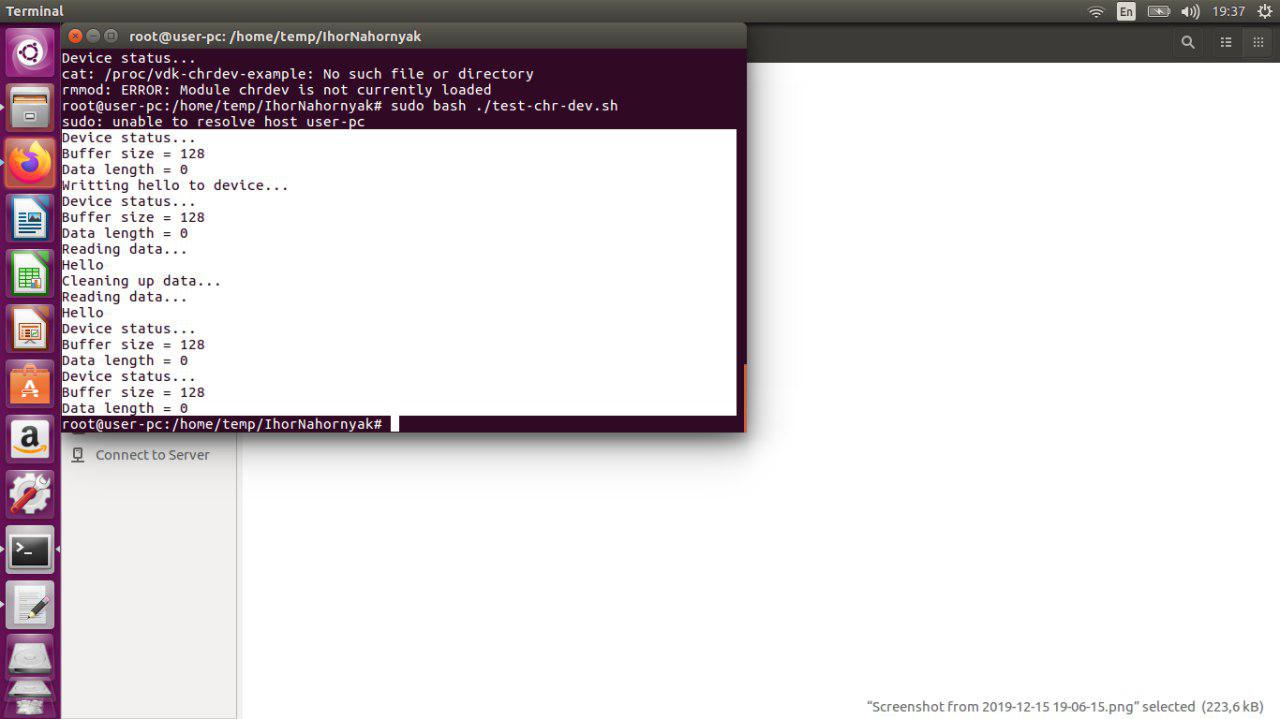 Terminal
En
19:37
root@user-pc: /home/temp/IhorNahornyak
Device status...
cat: /proc/vdk-chrdev-example: No such file or directory
rmmod: ERROR: Module chrdev is not currently loaded
root@user-pc:/home/temp/IhorNahornyak# sudo bash ./test-chr-dev.sh
sudo: unable to resolve host user-pc
Device status...
Buffer size = 128
Data length = 0
Writting hello to device...
Device status...
Buffer size = 128
Data length = 0
Reading data...
Hello
Cleaning up data...
Reading data...
Hello
Device status...
Buffer size = 128
Data length = 0
Device status...
Buffer size = 128
Data length = 0
root@user-pc:/home/temp/IhorNahornyak#
Connect to Server
“Screenshot from 2019-12-15 19-06-15.png” selected (223,6 kB)